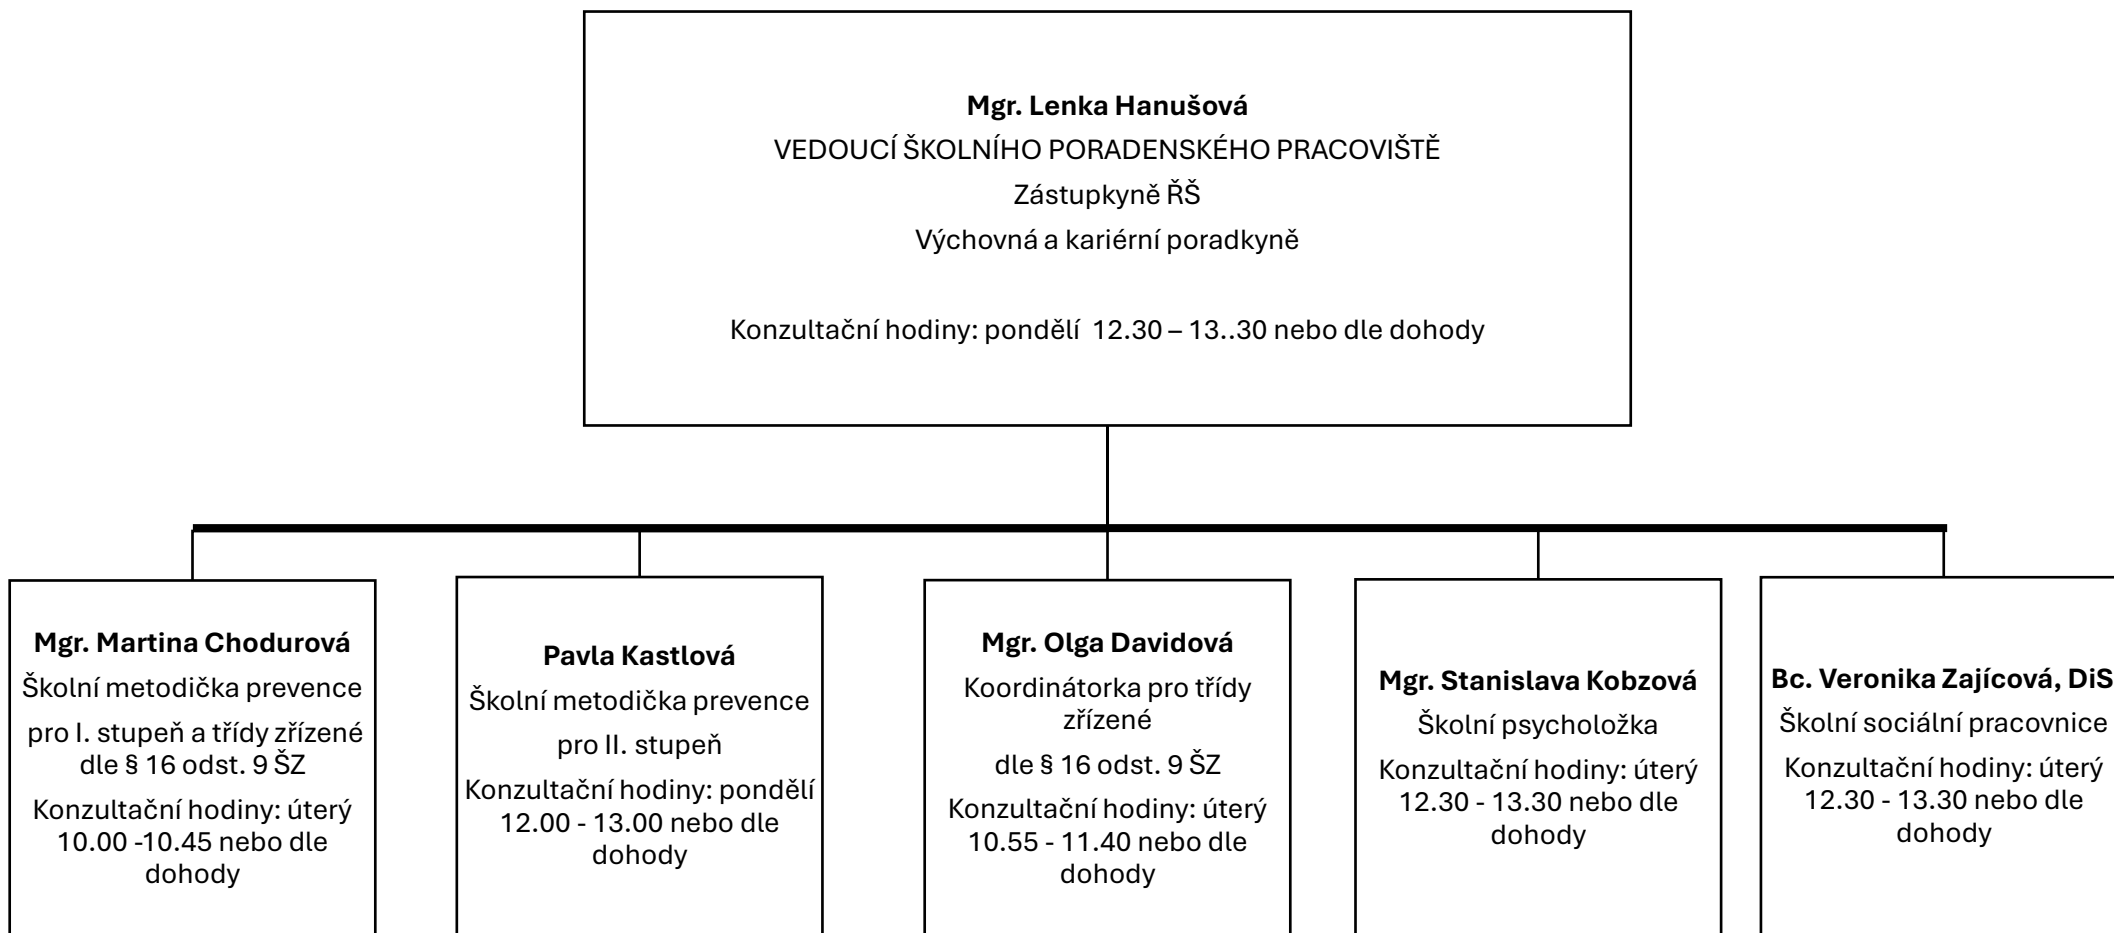 Mgr. Lenka Hanušová
VEDOUCÍ ŠKOLNÍHO PORADENSKÉHO PRACOVIŠTĚ
Zástupkyně ŘŠ
Výchovná a kariérní poradkyně
Konzultační hodiny: pondělí  12.30 – 13..30 nebo dle dohody
Mgr. Martina Chodurová
Školní metodička prevence
pro I. stupeň a třídy zřízené
dle § 16 odst. 9 ŠZ
Konzultační hodiny: úterý
10.00 -10.45 nebo dle
dohody
Pavla Kastlová
Školní metodička prevence
pro II. stupeň
Konzultační hodiny: pondělí
12.00 - 13.00 nebo dle
dohody
Mgr. Olga Davidová
Koordinátorka pro třídy
zřízené
dle § 16 odst. 9 ŠZ
Konzultační hodiny: úterý
10.55 - 11.40 nebo dle
dohody
Mgr. Stanislava Kobzová
Školní psycholožka
Konzultační hodiny: úterý
12.30 - 13.30 nebo dle
dohody
Bc. Veronika Zajícová, DiS
Školní sociální pracovnice
Konzultační hodiny: úterý
12.30 - 13.30 nebo dle
dohody